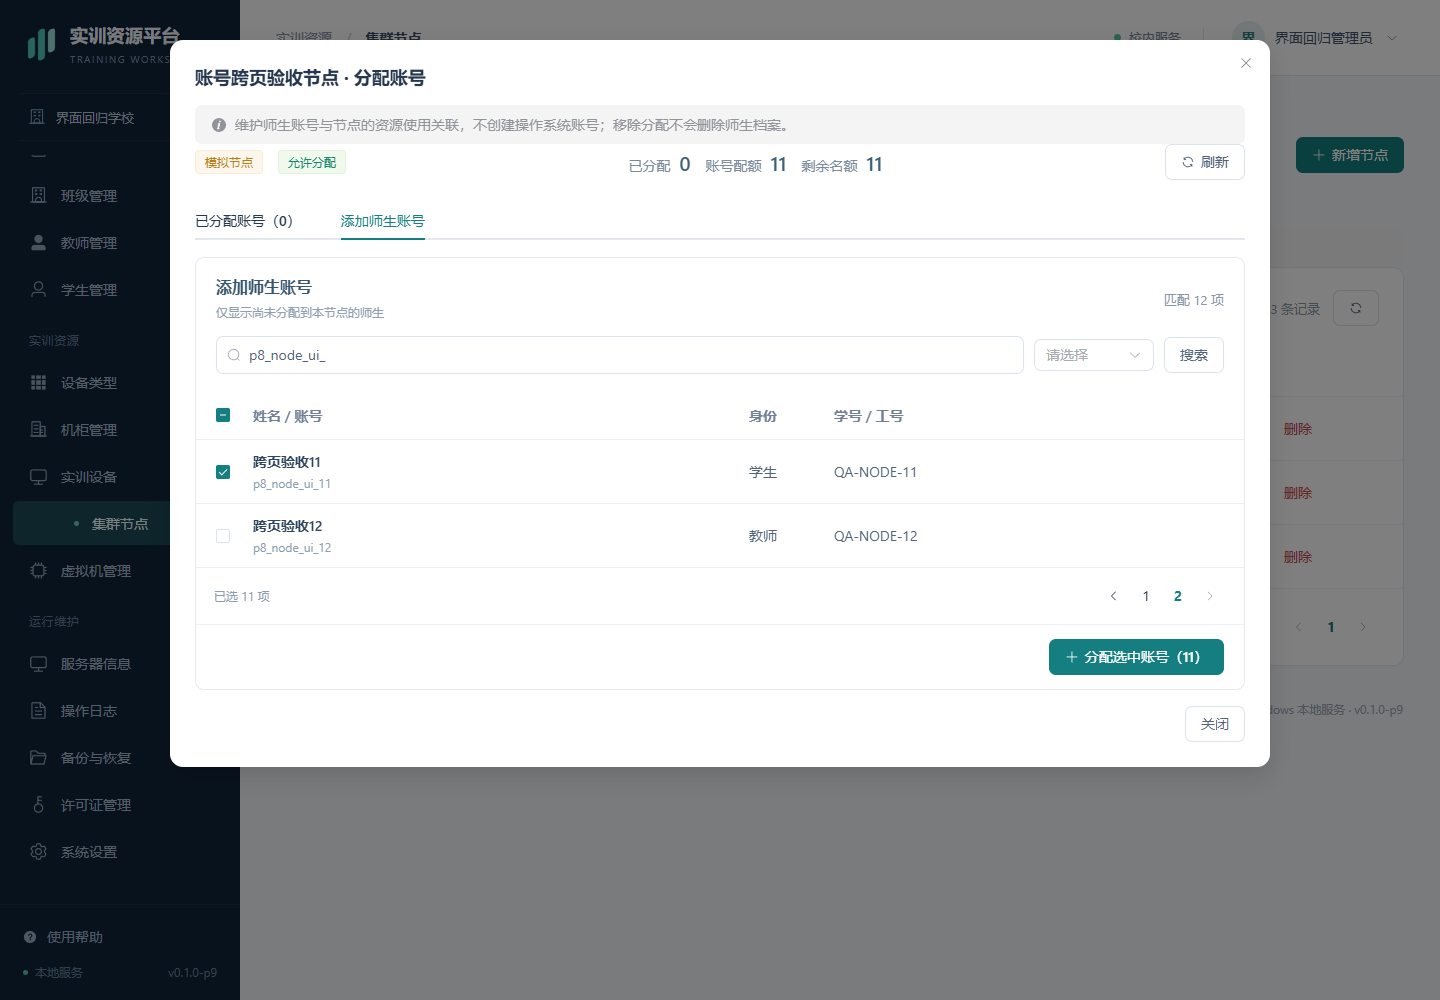 实训资源平台
TRAINING WORKS
界面回归学校
班级管理
教师管理
学生管理
实训资源
设备类型
机柜管理
实训设备
集群节点
虚拟机管理
运行维护
服务器信息
操作日志
备份与恢复
许可证管理
系统设置
使用帮助
本地服务 v0.1.0-p9
实训资源 / 集群节点
校内服务
界 界面回归管理员
新增节点
3 条记录
删除
删除
删除
1
dows 本地服务 · v0.1.0-p9
账号跨页验收节点 · 分配账号
维护师生账号与节点的资源使用关联，不创建操作系统账号；移除分配不会删除师生档案。
模拟节点 允许分配 已分配 0 账号配额 11 剩余名额 11 刷新
已分配账号（0） 添加师生账号
添加师生账号
仅显示尚未分配到本节点的师生
匹配 12 项
p8_node_ui_ 请选择 搜索
姓名 / 账号 身份 学号 / 工号
跨页验收11
p8_node_ui_11
学生 QA-NODE-11
跨页验收12
p8_node_ui_12
教师 QA-NODE-12
已选 11 项 1 2
分配选中账号（11）
关闭